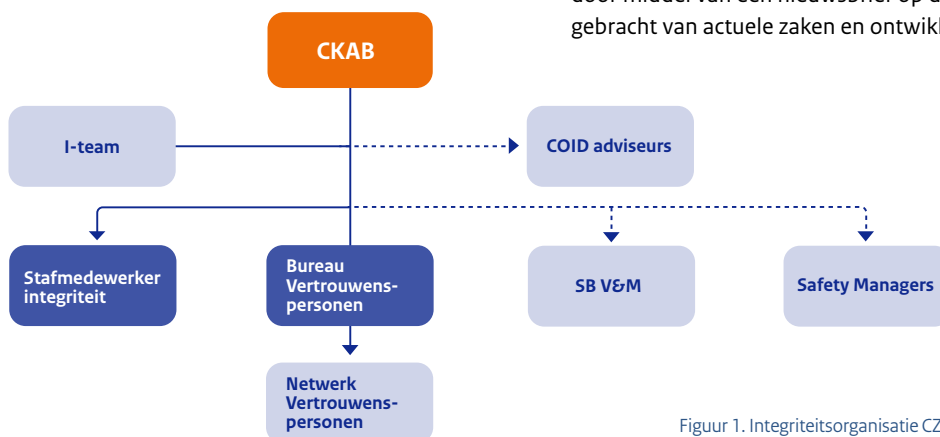 gebracht van actuele zaken en ontwikk
CKAB
I-team
COID adviseurs
Stafmedewerker
integriteit
Bureau
Vertrouwens-
personen
SB V&M
Safety Managers
Netwerk
Vertrouwens-
personen
Figuur 1. Integriteitsorganisatie CZ